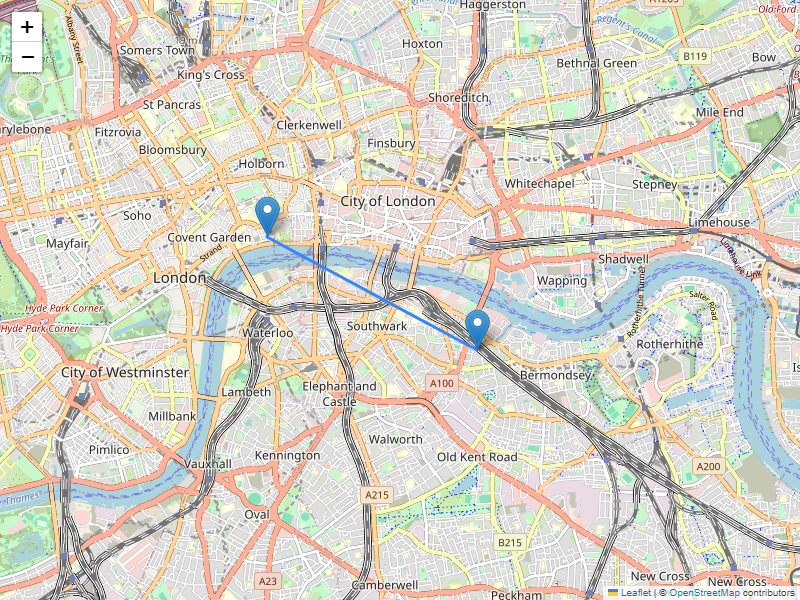 Haggerston
A1205
Old Ford
Albany Street
Somers Town
Hoxton
Regent's Canal
B119
Bow
+
−
King's Cross
Bethnal Green
St Pancras
Shoreditch
Mile End
arylebone
Fitzrovia
Clerkenwell
Finsbury
Bloomsbury
Holborn
Whitechapel
Stepney
City of London
Soho
Limehouse
Covent Garden
Mayfair
Strand
Limehouse Link
Shadwell
London
Wapping
Rotherhithe Tunnel
Salter Road
Hyde Park Corner
Hyde Park Corner
Waterloo
Southwark
Rotherhithe
City of Westminster
Bermondsey
A100
Lambeth
Elephant and
Castle
Millbank
Walworth
Pimlico
Kennington
Old Kent Road
Vauxhall
A200
Thames
A215
Oval
B215
A23
Camberwell
New Cross
New Cross
Peckham
Leaflet | © OpenStreetMap contributors